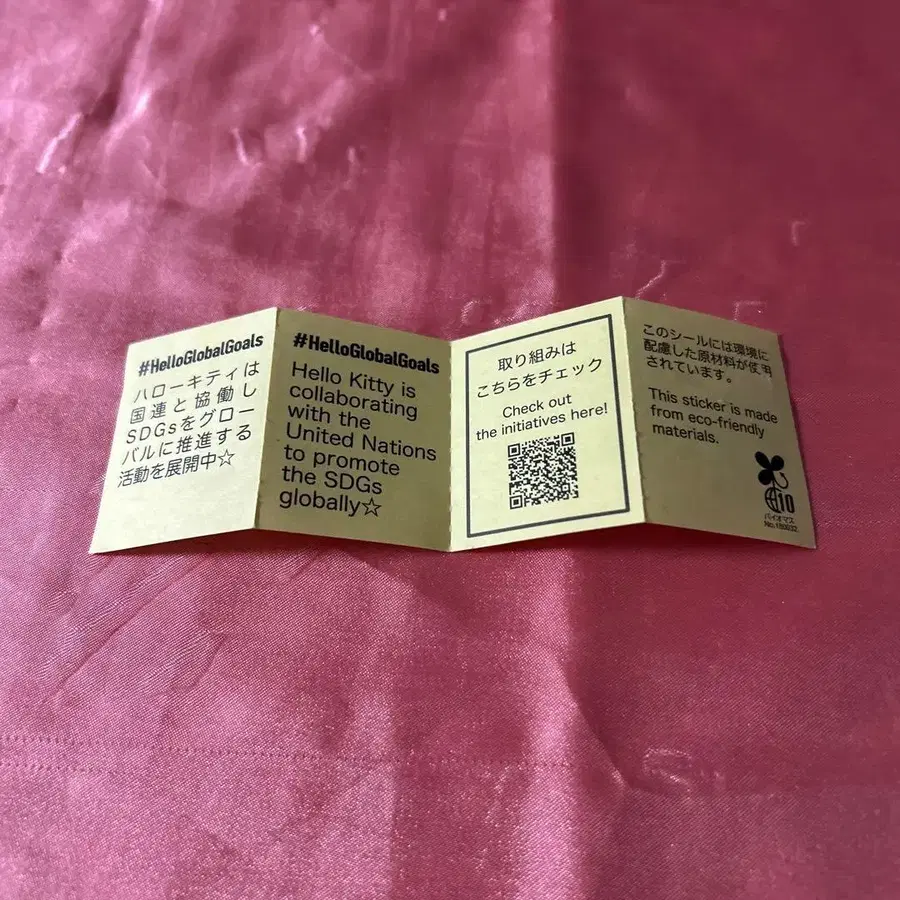 #HelloGlobalGoals
ハローキティは
国連と協働し
SDGsをグロー
バルに推進する
活動を展開中☆
#HelloGlobalGoals
Hello Kitty is
collaborating
with the
United Nations
to promote
the SDGs
globally☆
取り組みは
こちらをチェック
Check out
the initiatives here!
このシールには環境に
配慮した原材料が使用
されています。
This sticker is made
from eco-friendly
materials.
10
バイオマス